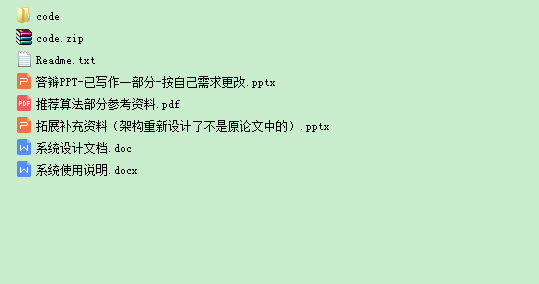 code
code.zip
Readme.txt
答辩PPT-已写作一部分-按自己需求更改.pptx
推荐算法部分参考资料.pdf
拓展补充资料（架构重新设计了不是原论文中的）.pptx
系统设计文档.doc
系统使用说明.docx